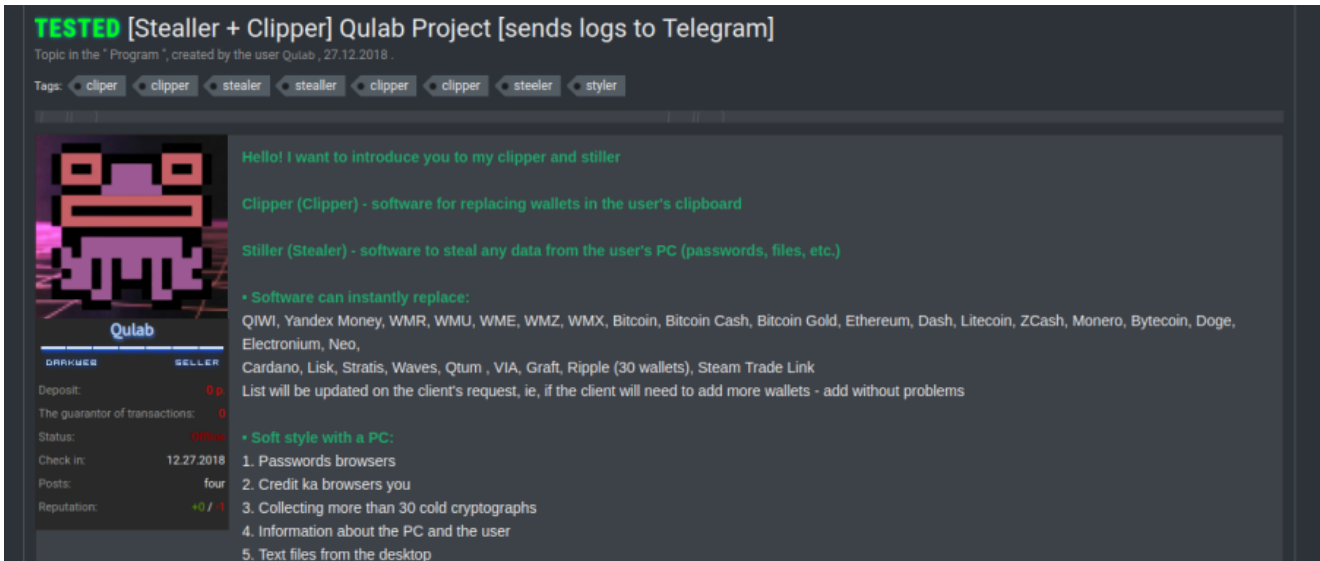 TESTED [Stealler + Clipper] Qulab Project [sends logs to Telegram]
Topic in the " Program ", created by the user Qulab , 27.12.2018 .
Tags: cliper clipper stealer stealler clipper clipper steeler styler
Qulab
DARKWEB SELLER
Deposit: 0 p
The guarantor of transactions: 0
Status: Offline
Check in: 12.27.2018
Posts: four
Reputation: +0 / -1
Hello! I want to introduce you to my clipper and stiller
Clipper (Clipper) - software for replacing wallets in the user's clipboard
Stiller (Stealer) - software to steal any data from the user's PC (passwords, files, etc.)
• Software can instantly replace:
QIWI, Yandex Money, WMR, WMU, WME, WMZ, WMX, Bitcoin, Bitcoin Cash, Bitcoin Gold, Ethereum, Dash, Litecoin, ZCash, Monero, Bytecoin, Doge,
Electronium, Neo,
Cardano, Lisk, Stratis, Waves, Qtum , VIA, Graft, Ripple (30 wallets), Steam Trade Link
List will be updated on the client's request, ie, if the client will need to add more wallets - add without problems
• Soft style with a PC:
1. Passwords browsers
2. Credit ka browsers you
3. Collecting more than 30 cold cryptographs
4. Information about the PC and the user
5. Text files from the desktop